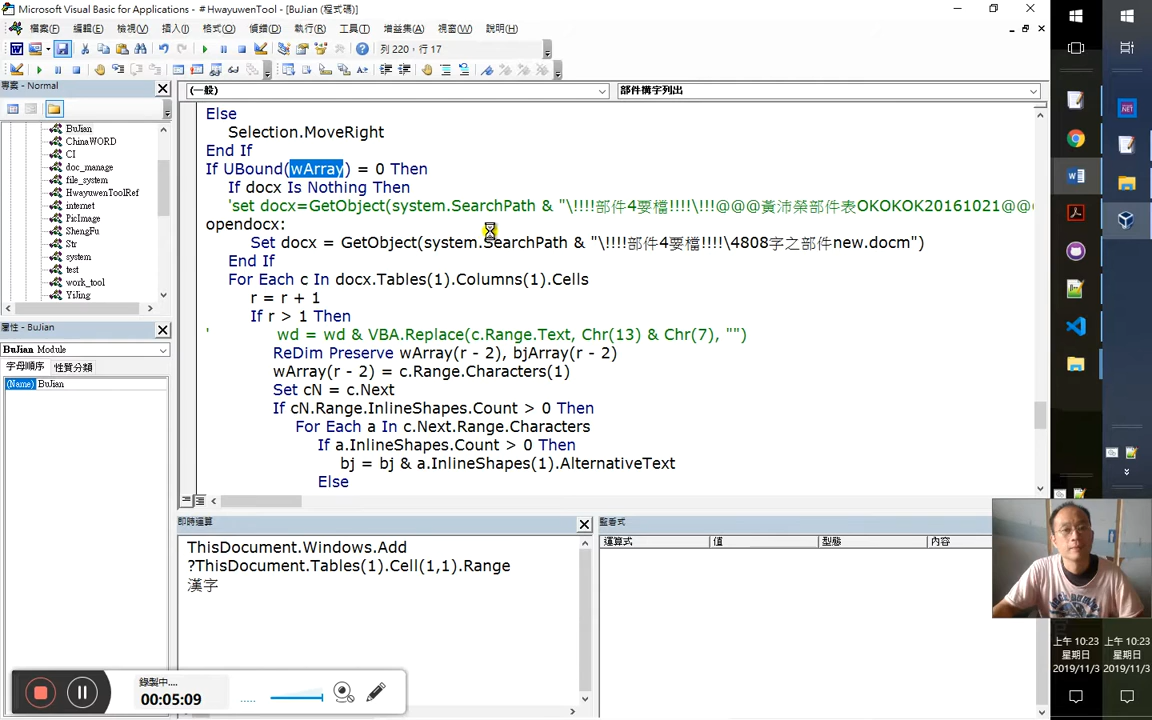 Microsoft Visual Basic for Applications - #HwayuwenTool - [BuJian (程式碼)]
檔案(F) 編輯(E) 檢視(V) 插入(I) 格式(O) 偵錯(D) 執行(R) 工具(T) 增益集(A) 視窗(W) 說明(H)
列 220，行 17
專案 - Normal
BuJian
ChinaWORD
CI
doc_manage
file_system
HwayuwenToolRef
internet
PicImage
ShengFu
Str
system
test
work_tool
YiJing
屬性 - BuJian
BuJian Module
字母順序 性質分類
(Name) BuJian
(一般)
部件構字列出
Else
Selection.MoveRight
End If
If UBound(wArray) = 0 Then
If docx Is Nothing Then
'set docx=GetObject(system.SearchPath & "\!!!!部件4要檔!!!!\!!!@@@黃沛榮部件表OKOKOK20161021@@
opendocx:
Set docx = GetObject(system.SearchPath & "\!!!!部件4要檔!!!!\4808字之部件new.docm")
End If
For Each c In docx.Tables(1).Columns(1).Cells
r = r + 1
If r > 1 Then
' wd = wd & VBA.Replace(c.Range.Text, Chr(13) & Chr(7), "")
ReDim Preserve wArray(r - 2), bjArray(r - 2)
wArray(r - 2) = c.Range.Characters(1)
Set cN = c.Next
If cN.Range.InlineShapes.Count > 0 Then
For Each a In c.Next.Range.Characters
If a.InlineShapes.Count > 0 Then
bj = bj & a.InlineShapes(1).AlternativeText
Else
即時運算
ThisDocument.Windows.Add
?ThisDocument.Tables(1).Cell(1,1).Range
漢字
監看式
運算式 值 型態 內容
錄製中....
00:05:09
上午 10:23
星期日
2019/11/3
上午 10:23
星期日
2019/11/3